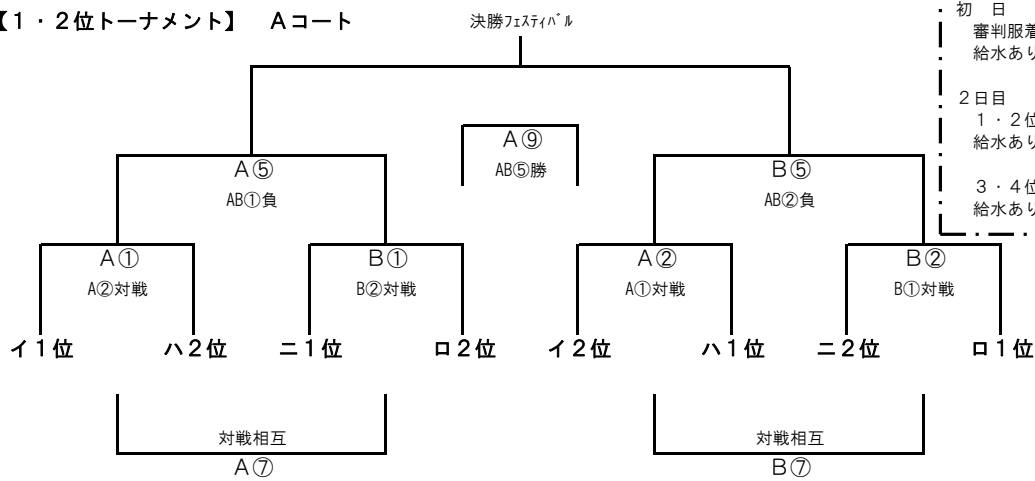 【1・2位トーナメント】　Aコート
決勝フェスティバル
初　日
審判服着
給水あり
2日目
1・2位
給水あり
3・4位
給水あり
A⑨
AB⑤勝
A⑤
AB①負
B⑤
AB②負
A①
A②対戦
B①
B②対戦
A②
A①対戦
B②
B①対戦
イ1位　ハ2位　ニ1位　ロ2位　イ2位　ハ1位　ニ2位　ロ1位
対戦相互
A⑦
対戦相互
B⑦